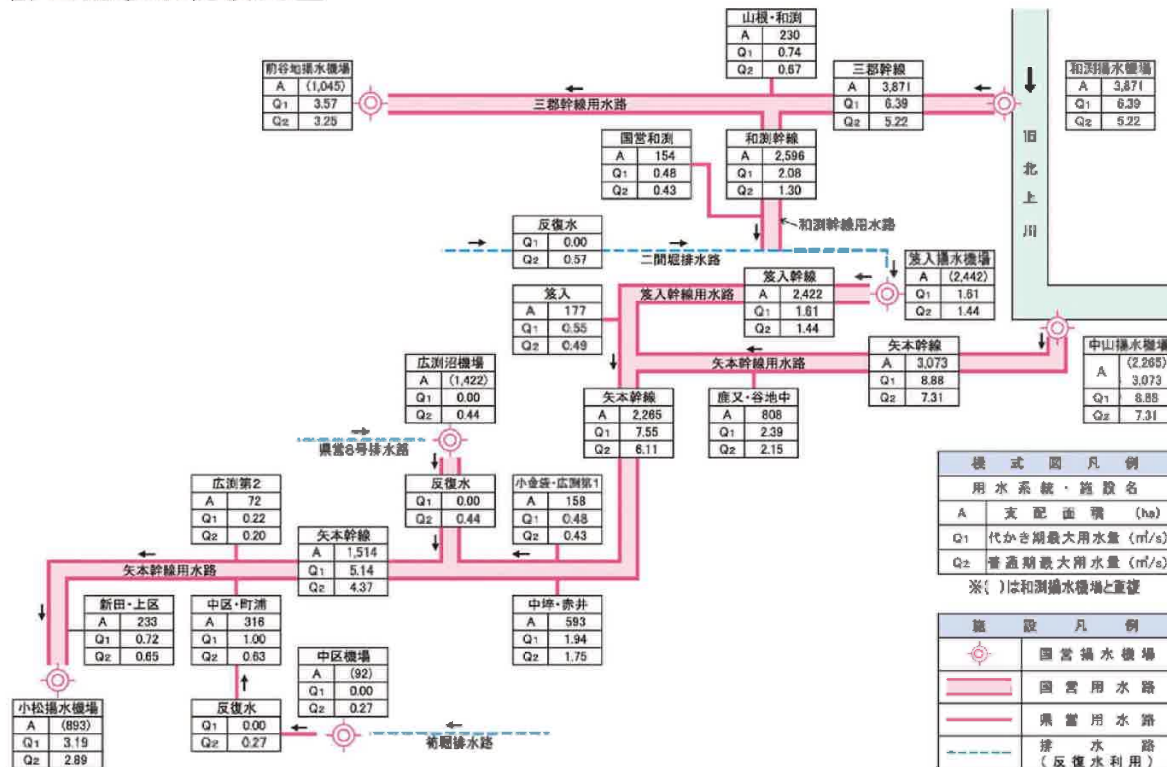 山根・和渕
A 230
Q1 0.74
Q2 0.67
前谷地揚水機場
A (1,045)
Q1 3.57
Q2 3.25
三郡幹線
A 3,871
Q1 6.39
Q2 5.22
和渕揚水機場
A 3,871
Q1 6.39
Q2 5.22
三郡幹線用水路
旧北上川
国営和渕
A 154
Q1 0.48
Q2 0.43
和渕幹線
A 2,596
Q1 2.08
Q2 1.30
和渕幹線用水路
反復水
Q1 0.00
Q2 0.57
二間堀排水路
笈入揚水機場
A (2,442)
Q1 1.61
Q2 1.44
笈入幹線
A 2,422
Q1 1.61
Q2 1.44
笈入幹線用水路
笈入
A 177
Q1 0.55
Q2 0.49
矢本幹線
A 3,073
Q1 8.88
Q2 7.31
矢本幹線用水路
中山揚水機場
A (2,265)
3,073
Q1 8.88
Q2 7.31
広渕沼機場
A (1,422)
Q1 0.00
Q2 0.44
矢本幹線
A 2,265
Q1 7.55
Q2 6.11
鹿又・谷地中
A 808
Q1 2.39
Q2 2.15
県営8号排水路
反復水
Q1 0.00
Q2 0.44
小金袋・広渕第1
A 158
Q1 0.48
Q2 0.43
広渕第2
A 72
Q1 0.22
Q2 0.20
矢本幹線
A 1,514
Q1 5.14
Q2 4.37
矢本幹線用水路
新田・上区
A 233
Q1 0.72
Q2 0.65
中区・町浦
A 316
Q1 1.00
Q2 0.63
中埣・赤井
A 593
Q1 1.94
Q2 1.75
中区機場
A (92)
Q1 0.00
Q2 0.27
小松揚水機場
A (893)
Q1 3.19
Q2 2.89
反復水
Q1 0.00
Q2 0.27
模式図凡例
用水系統・施設名
A 支配面積 (ha)
Q1 代かき期最大用水量 (㎥/s)
Q2 普通期最大用水量 (㎥/s)
※( )は和渕揚水機場と重復
施設凡例
国営揚水機場
国営用水路
県営用水路
排水路
(反復水利用)